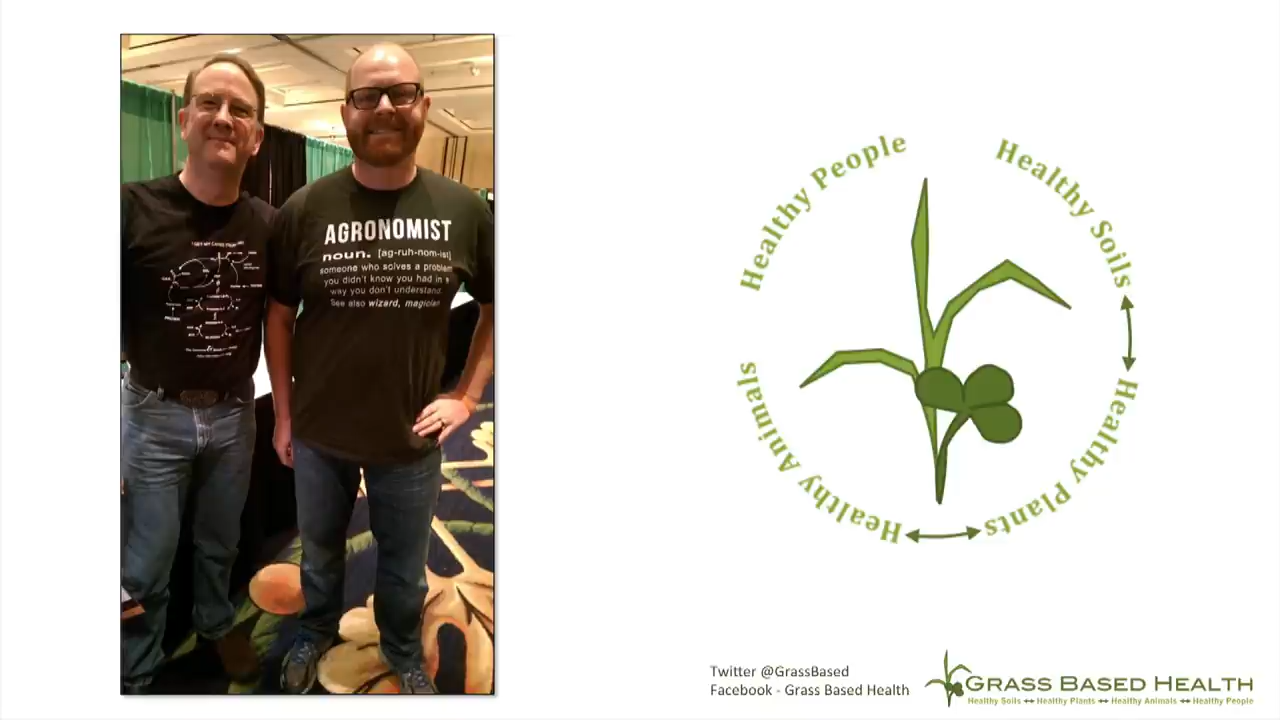 AGRONOMIST
noun. [ag-ruh-nom-ist]
someone who solves a problem
you didn't know you had in a
way you don't understand.
See also wizard, magician
Healthy People
Healthy Soils
Healthy Animals
Healthy Plants
Twitter @GrassBased
Facebook - Grass Based Health
GRASS BASED HEALTH
Healthy Soils ↔ Healthy Plants ↔ Healthy Animals ↔ Healthy People